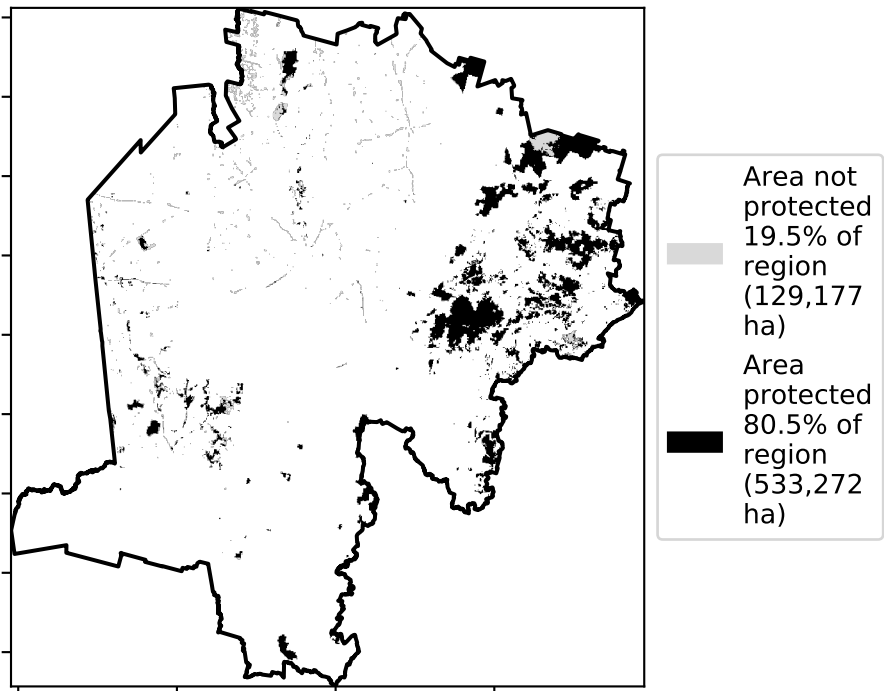 Area not
protected
19.5% of
region
(129,177
ha)
Area
protected
80.5% of
region
(533,272
ha)